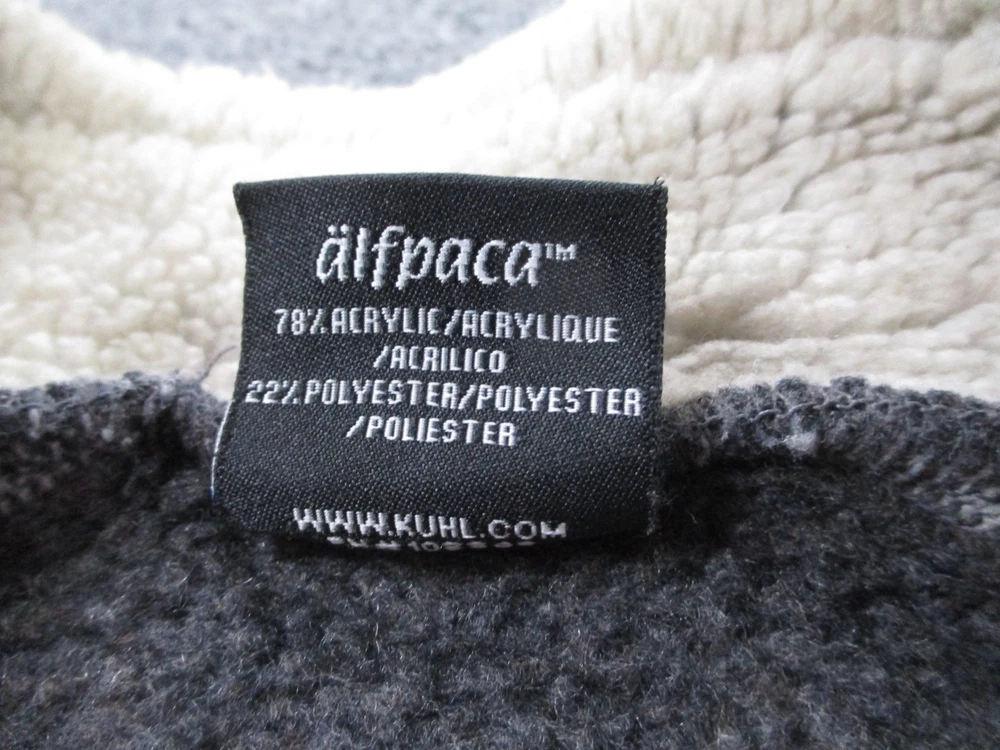 älfpaca™
78% ACRYLIC/ACRYLIQUE
/ACRILICO
22% POLYESTER/POLYESTER
/POLIESTER
WWW.KUHL.COM